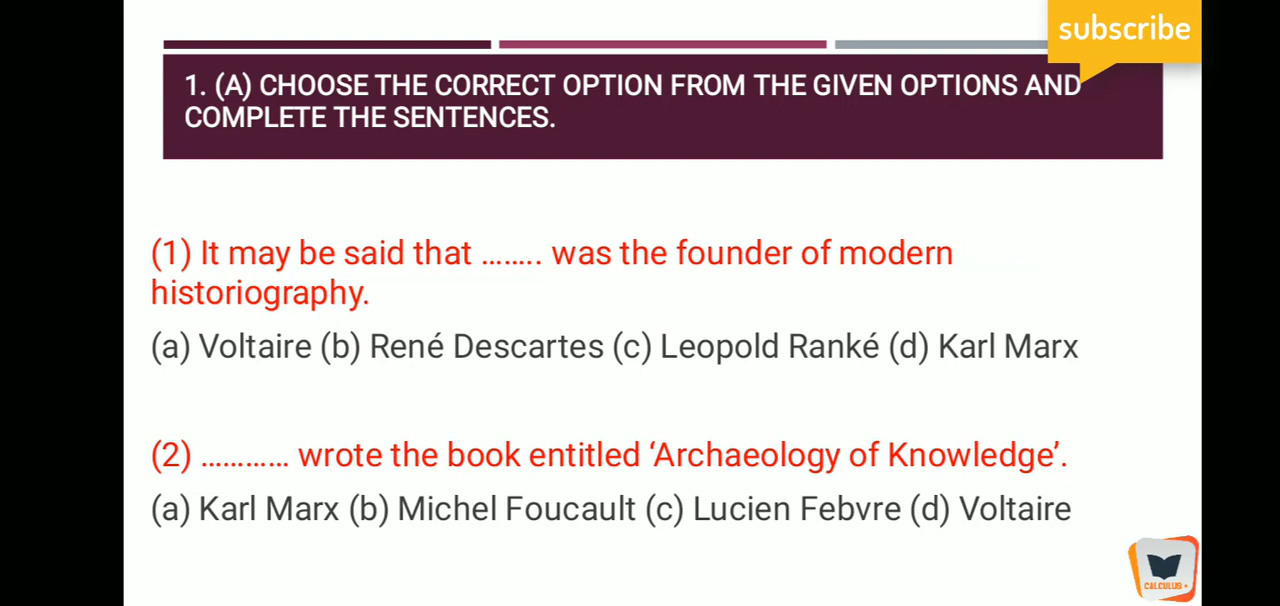 subscribe
1. (A) CHOOSE THE CORRECT OPTION FROM THE GIVEN OPTIONS AND
COMPLETE THE SENTENCES.
(1) It may be said that ........ was the founder of modern
historiography.
(a) Voltaire (b) René Descartes (c) Leopold Ranké (d) Karl Marx
(2) ............ wrote the book entitled ‘Archaeology of Knowledge’.
(a) Karl Marx (b) Michel Foucault (c) Lucien Febvre (d) Voltaire
CALCULUS +